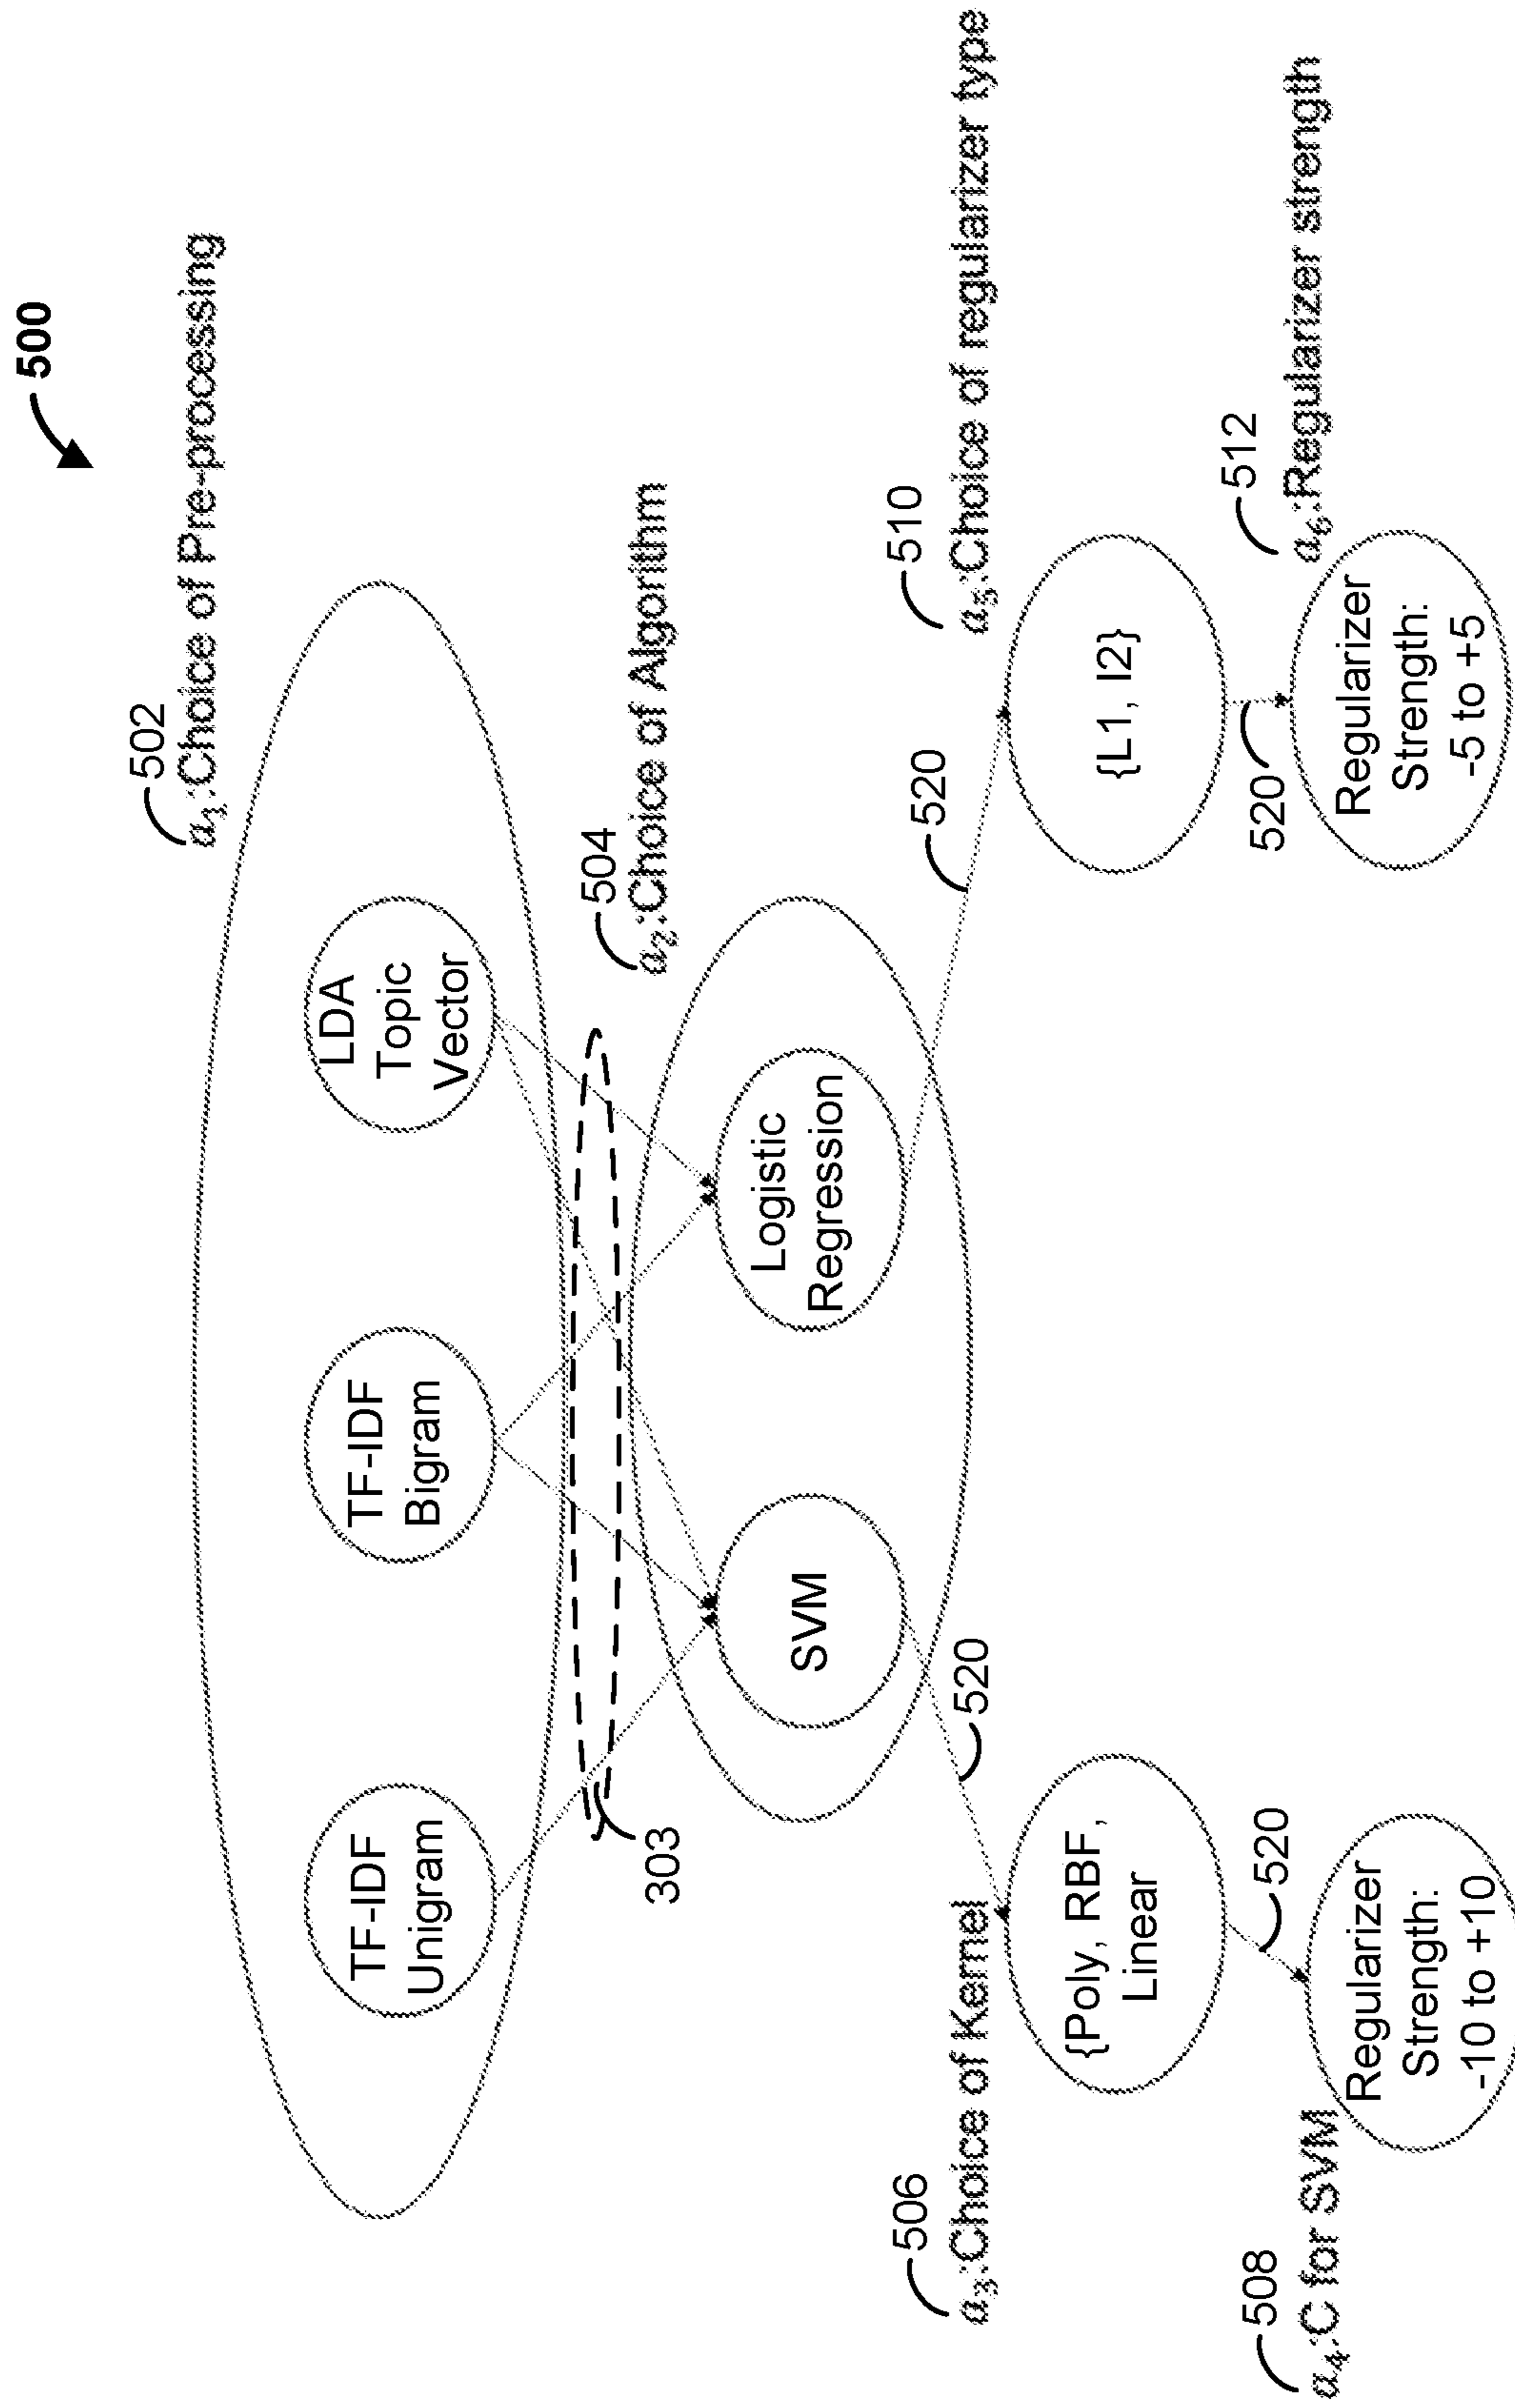 500
502
a₁:Choice of Pre-processing
TF-IDF
Unigram
TF-IDF
Bigram
LDA
Topic
Vector
303
504
a₂:Choice of Algorithm
SVM
Logistic
Regression
520
520
506
a₃:Choice of Kernel
{Poly, RBF,
Linear
510
a₅:Choice of regularizer type
{L1, I2}
520
520
508
a₄:C for SVM
Regularizer
Strength:
-10 to +10
512
a₆:Regularizer strength
Regularizer
Strength:
-5 to +5